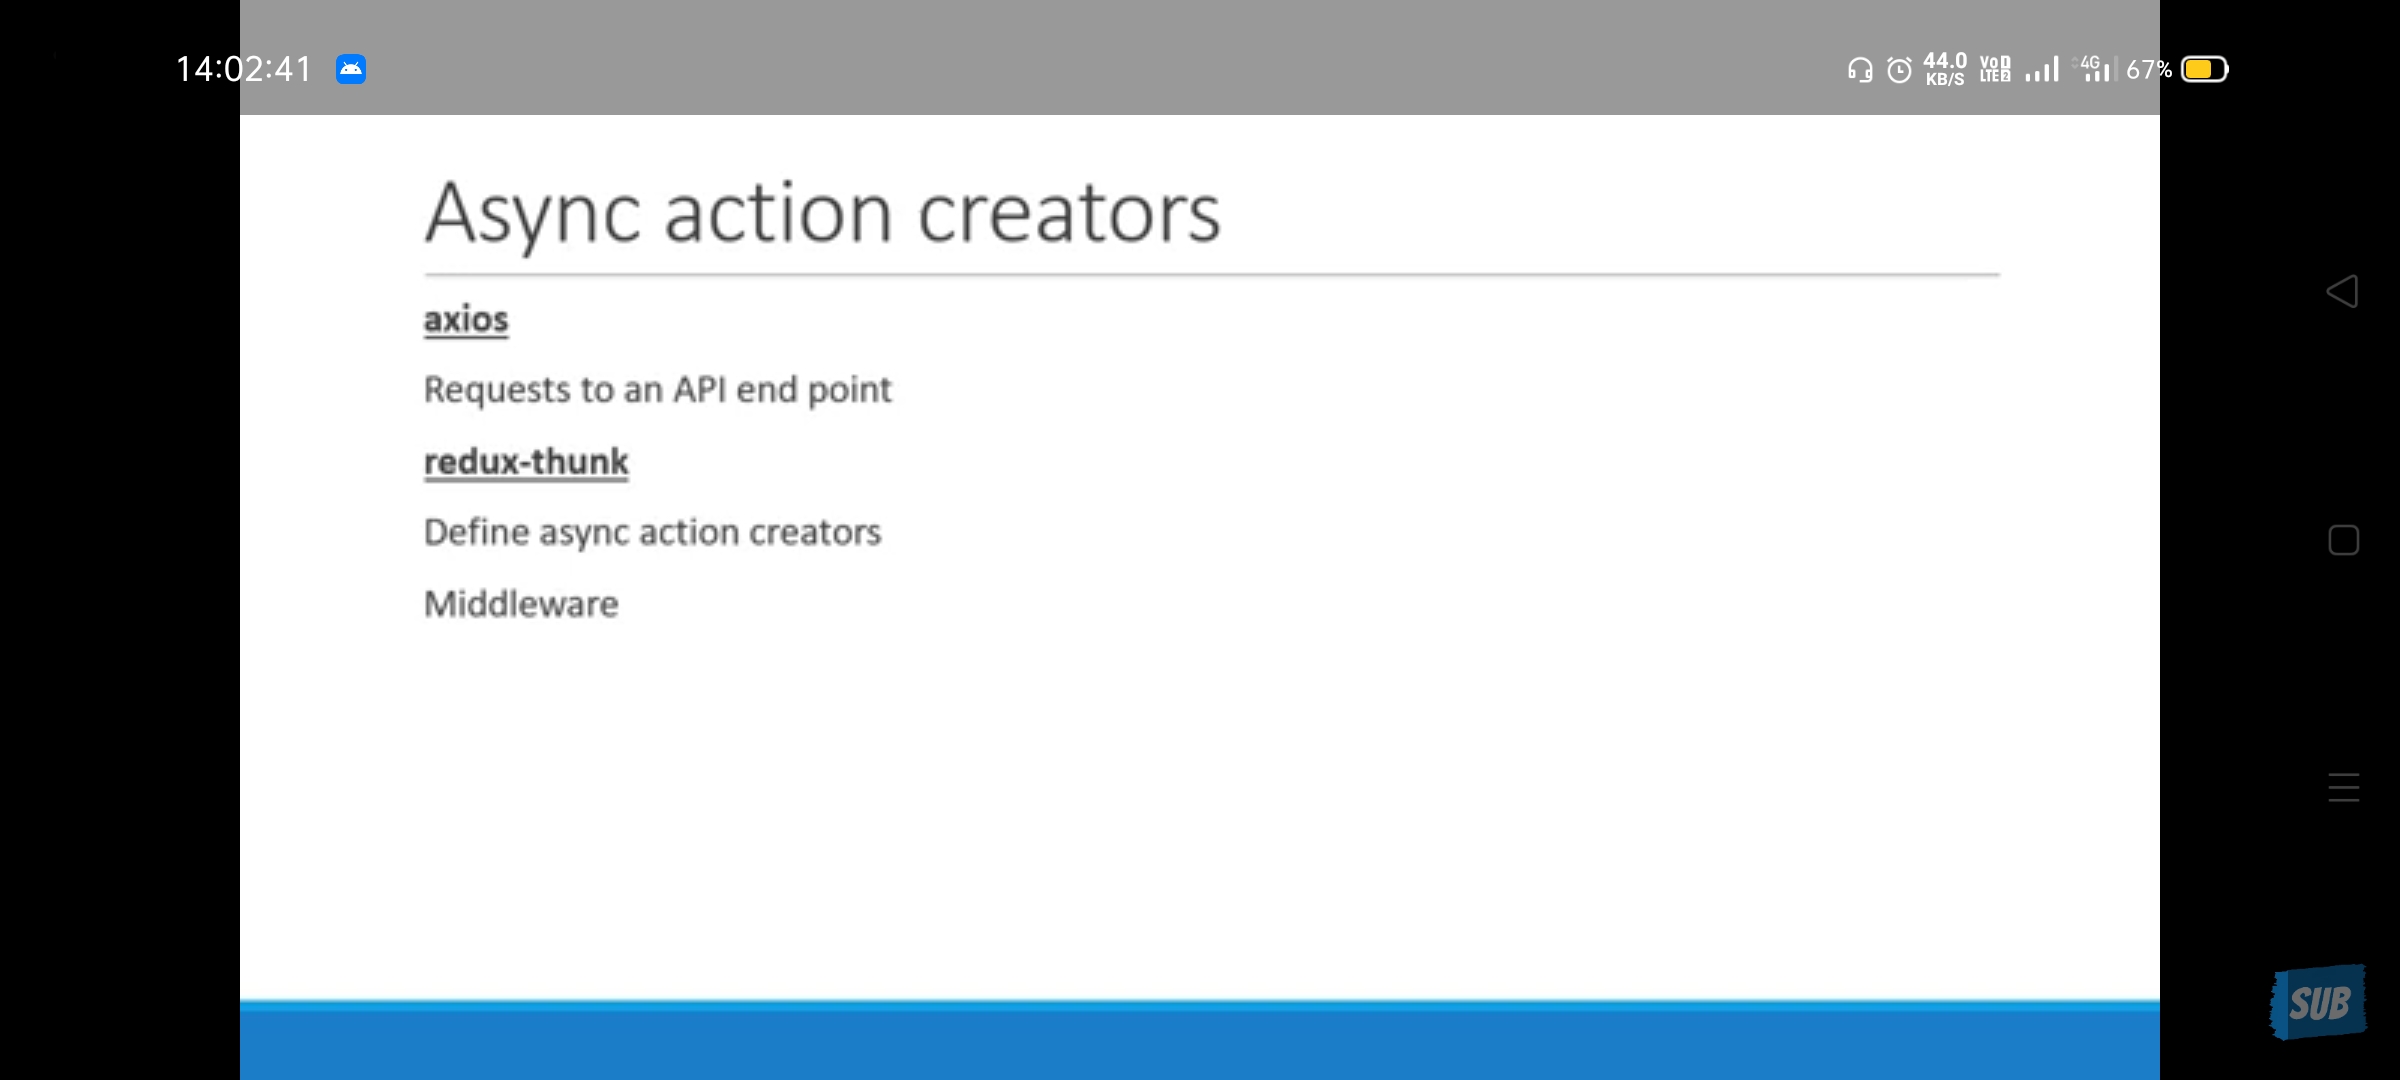 14:02:41 44.0 KB/S VoD LTE2 4G 67%
Async action creators
axios
Requests to an API end point
redux-thunk
Define async action creators
Middleware
SUB